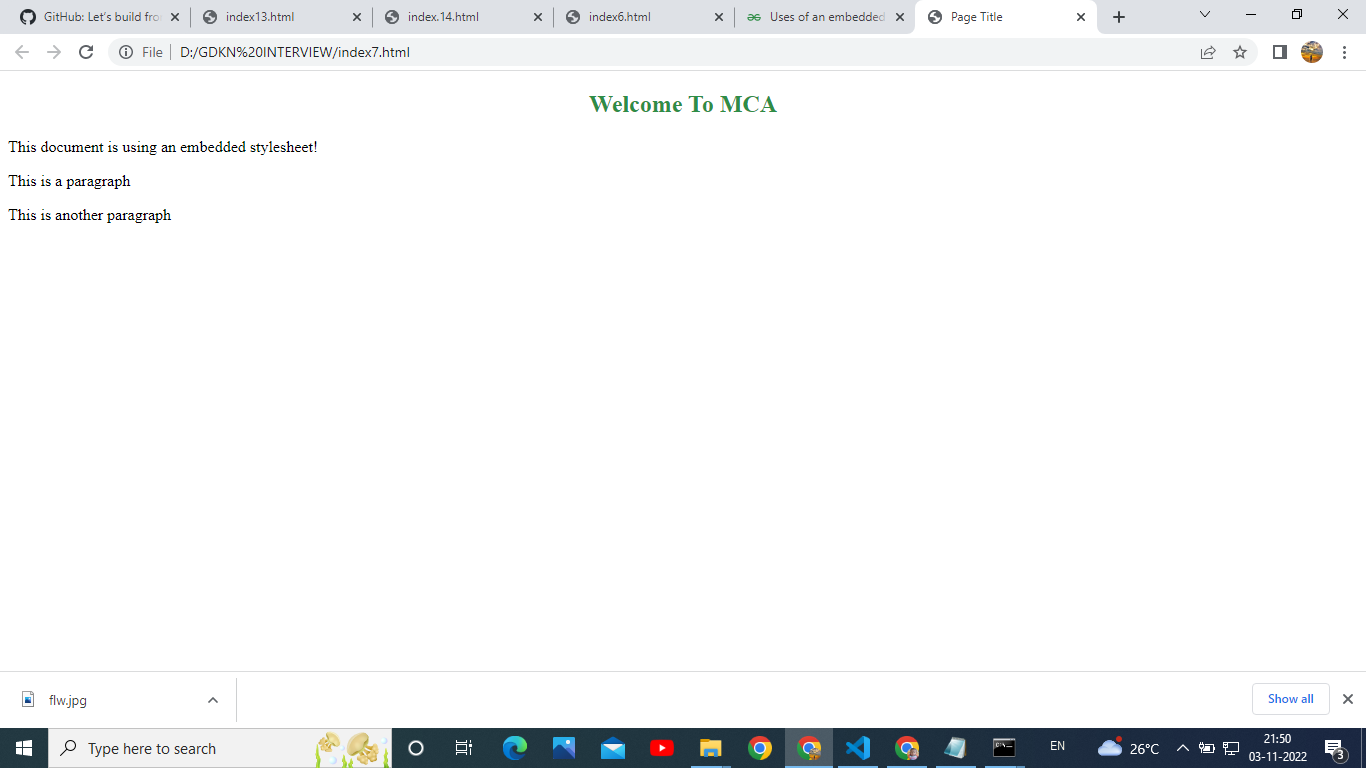 GitHub: Let's build fro
index13.html
index.14.html
index6.html
Uses of an embedded
Page Title
File
D:/GDKN%20INTERVIEW/index7.html
Welcome To MCA
This document is using an embedded stylesheet!
This is a paragraph
This is another paragraph
flw.jpg
Show all
Type here to search
EN
26°C
21:50
03-11-2022
3